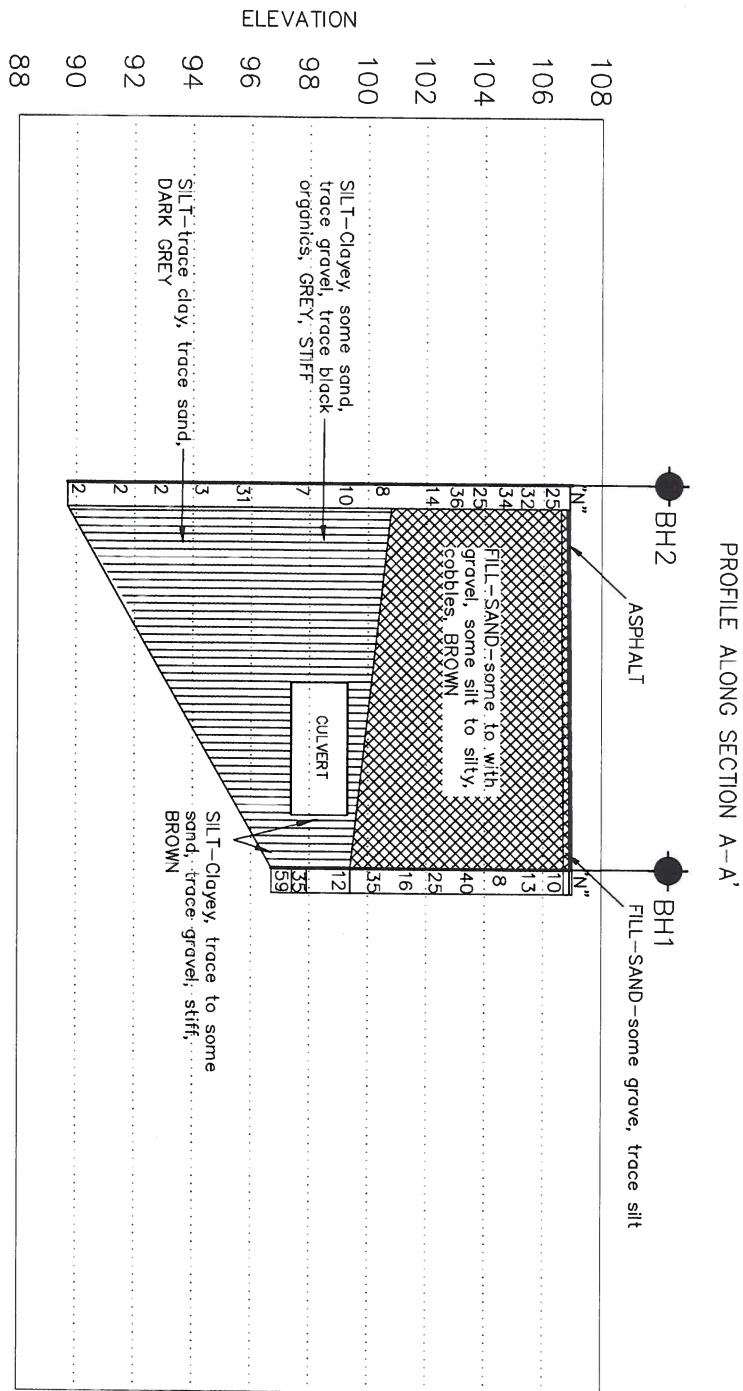 PROFILE ALONG SECTION A-A'
BH2
BH1
ASPHALT
FILL-SAND-some grave, trace silt
ELEVATION
108
106
104
102
100
98
96
94
92
90
88
"N"
25
32
34
25
36
14
8
10
7
31
3
2
2
2
"N"
10
13
8
40
25
16
35
12
35
59
FILL-SAND-some to with
gravel, some silt to silty,
cobbles, BROWN
CULVERT
SILT-Clayey, some sand,
trace gravel, trace black
organics, GREY, STIFF
SILT-trace clay, trace sand,
DARK GREY
SILT-Clayey, trace to some
sand, trace gravel, stiff,
BROWN